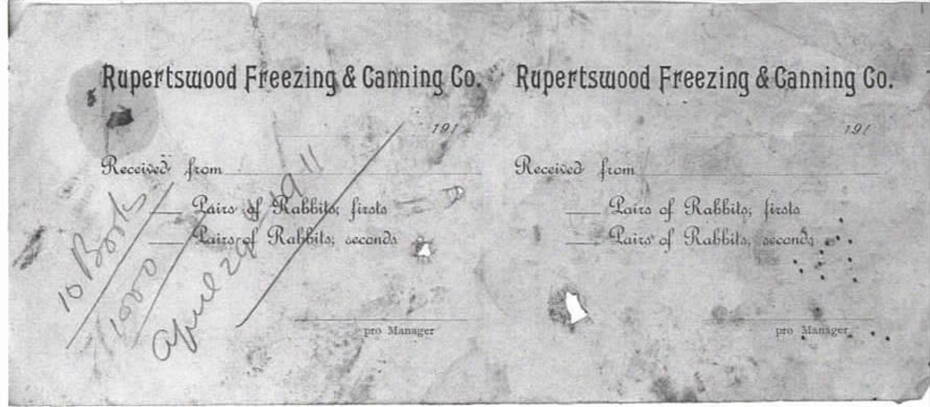 Rupertswood Freezing & Canning Co.
191
Received from
Pairs of Rabbits, firsts
Pairs of Rabbits, seconds
pro Manager
10 Books
1000
April 29 1911
Rupertswood Freezing & Canning Co.
191
Received from
Pairs of Rabbits, firsts
Pairs of Rabbits, seconds
pro Manager